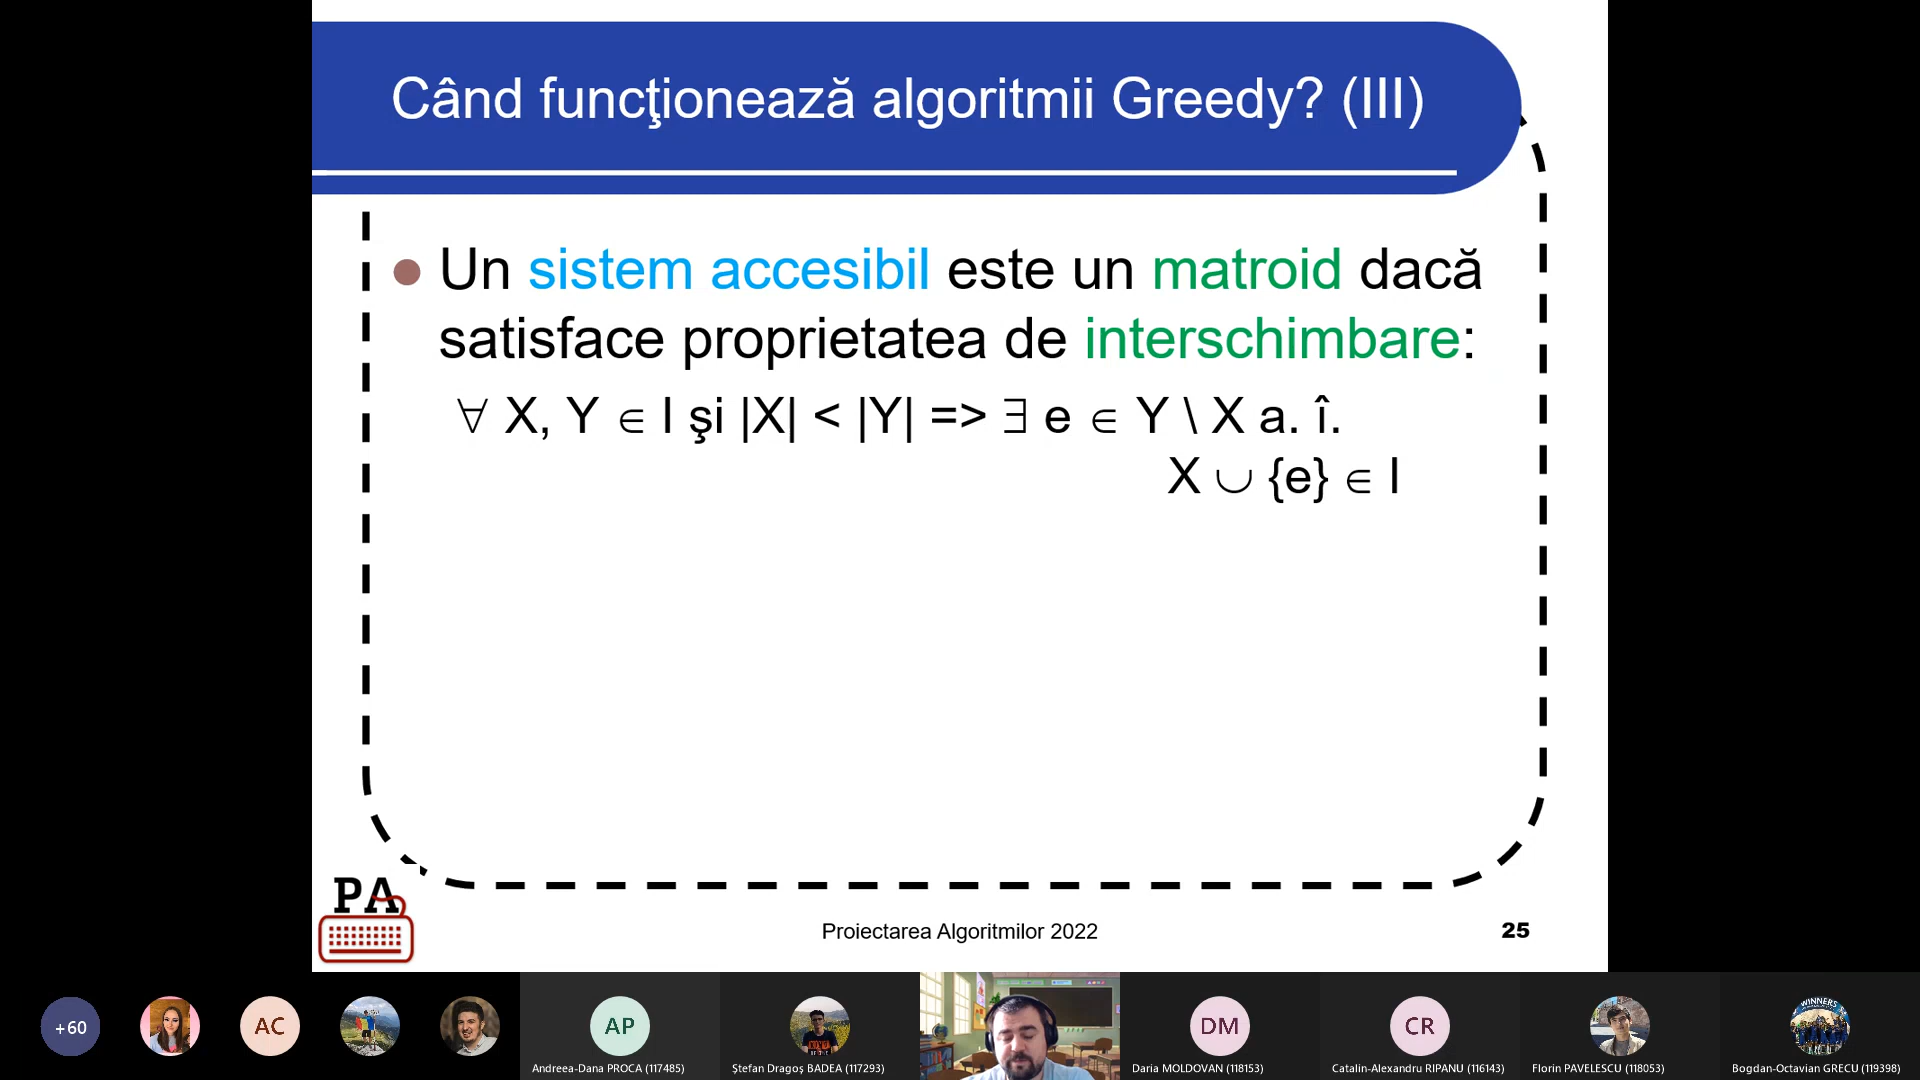 Când funcţionează algoritmii Greedy? (III)
Un sistem accesibil este un matroid dacă
satisface proprietatea de interschimbare:
∀ X, Y ∈ I şi |X| < |Y| => ∃ e ∈ Y \ X a. î.
X ∪ {e} ∈ I
PA
Proiectarea Algoritmilor 2022
25
+60
AC
AP
DM
CR
WINNERS
Andreea-Dana PROCA (117485)
Ștefan Dragoş BADEA (117293)
Daria MOLDOVAN (118153)
Catalin-Alexandru RIPANU (116143)
Florin PAVELESCU (118053)
Bogdan-Octavian GRECU (119398)